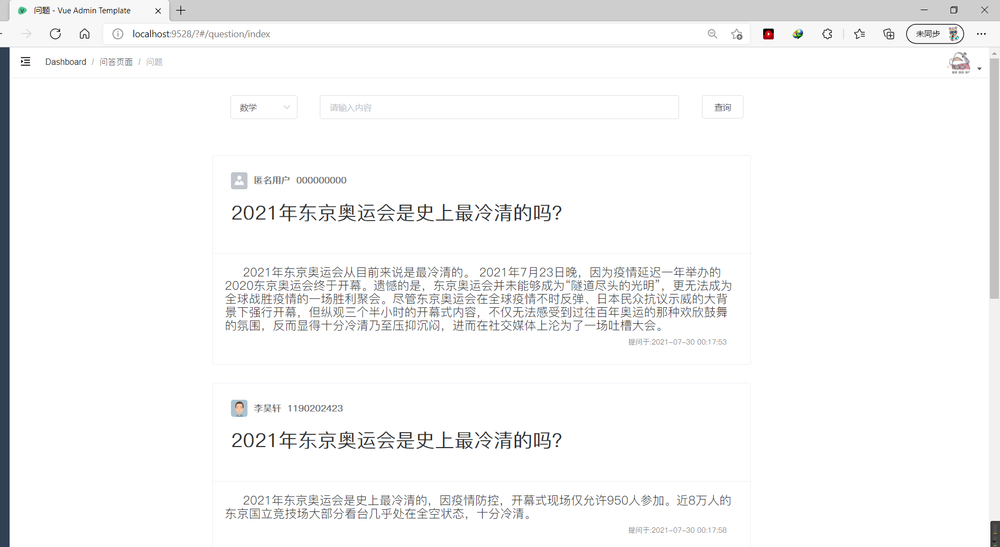 问题 - Vue Admin Template
localhost:9528/?#/question/index
未同步
Dashboard / 问答页面 / 问题
数学
请输入内容
查询
匿名用户 000000000
2021年东京奥运会是史上最冷清的吗?
2021年东京奥运会从目前来说是最冷清的。 2021年7月23日晚，因为疫情延迟一年举办的
2020东京奥运会终于开幕。遗憾的是，东京奥运会并未能够成为“隧道尽头的光明”，更无法成为
全球战胜疫情的一场胜利聚会。尽管东京奥运会在全球疫情不时反弹、日本民众抗议示威的大背
景下强行开幕，但纵观三个半小时的开幕式内容，不仅无法感受到过往百年奥运的那种欢欣鼓舞
的氛围，反而显得十分冷清乃至压抑沉闷，进而在社交媒体上沦为了一场吐槽大会。
提问于:2021-07-30 00:17:53
李昊轩 1190202423
2021年东京奥运会是史上最冷清的吗?
2021年东京奥运会是史上最冷清的，因疫情防控，开幕式现场仅允许950人参加。近8万人的
东京国立竞技场大部分看台几乎处在全空状态，十分冷清。
提问于:2021-07-30 00:17:58